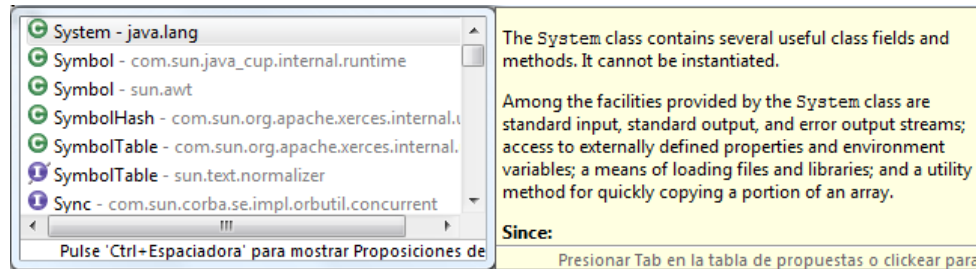 System - java.lang
Symbol - com.sun.java_cup.internal.runtime
Symbol - sun.awt
SymbolHash - com.sun.org.apache.xerces.internal.u
SymbolTable - com.sun.org.apache.xerces.internal.
SymbolTable - sun.text.normalizer
Sync - com.sun.corba.se.impl.orbutil.concurrent
Pulse 'Ctrl+Espaciadora' para mostrar Proposiciones de
The System class contains several useful class fields and
methods. It cannot be instantiated.
Among the facilities provided by the System class are
standard input, standard output, and error output streams;
access to externally defined properties and environment
variables; a means of loading files and libraries; and a utility
method for quickly copying a portion of an array.
Since:
Presionar Tab en la tabla de propuestas o clickear para